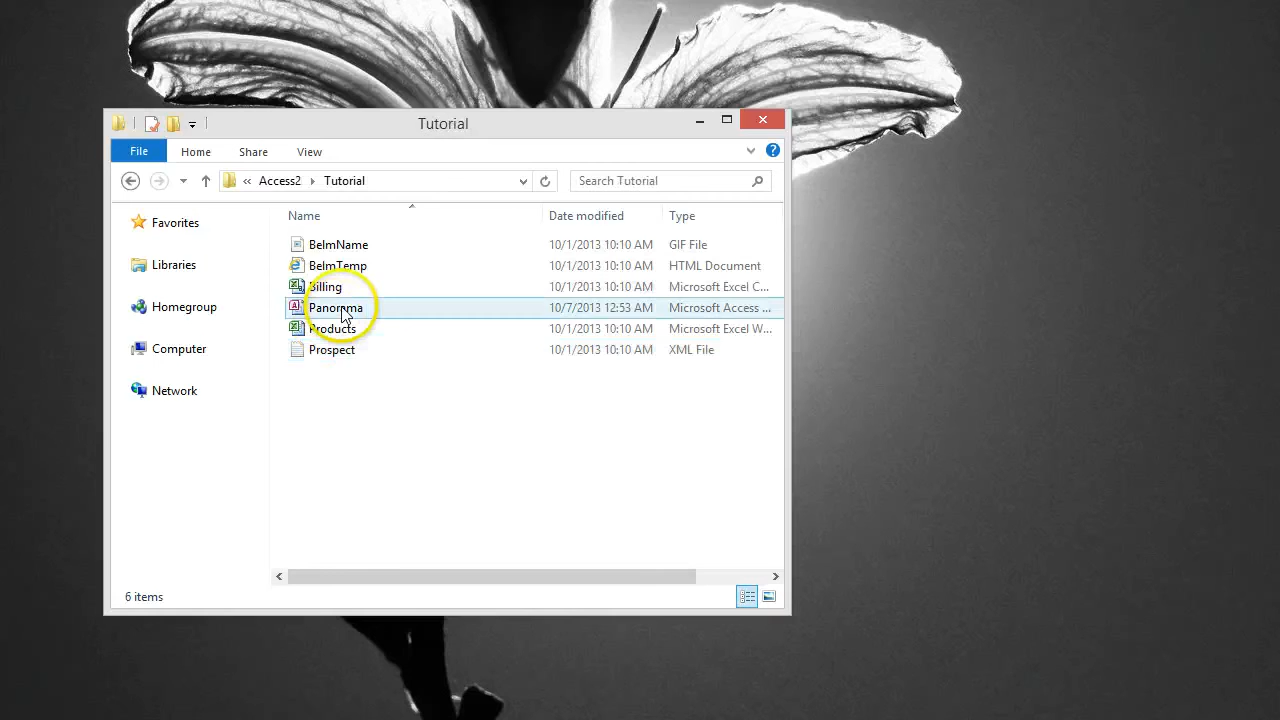 Tutorial
File Home Share View
« Access2 Tutorial Search Tutorial
Name Date modified Type
Favorites
Libraries
Homegroup
Computer
Network
BelmName 10/1/2013 10:10 AM GIF File
BelmTemp 10/1/2013 10:10 AM HTML Document
Billing 10/1/2013 10:10 AM Microsoft Excel C...
Panorama 10/7/2013 12:53 AM Microsoft Access ...
Products 10/1/2013 10:10 AM Microsoft Excel W...
Prospect 10/1/2013 10:10 AM XML File
6 items